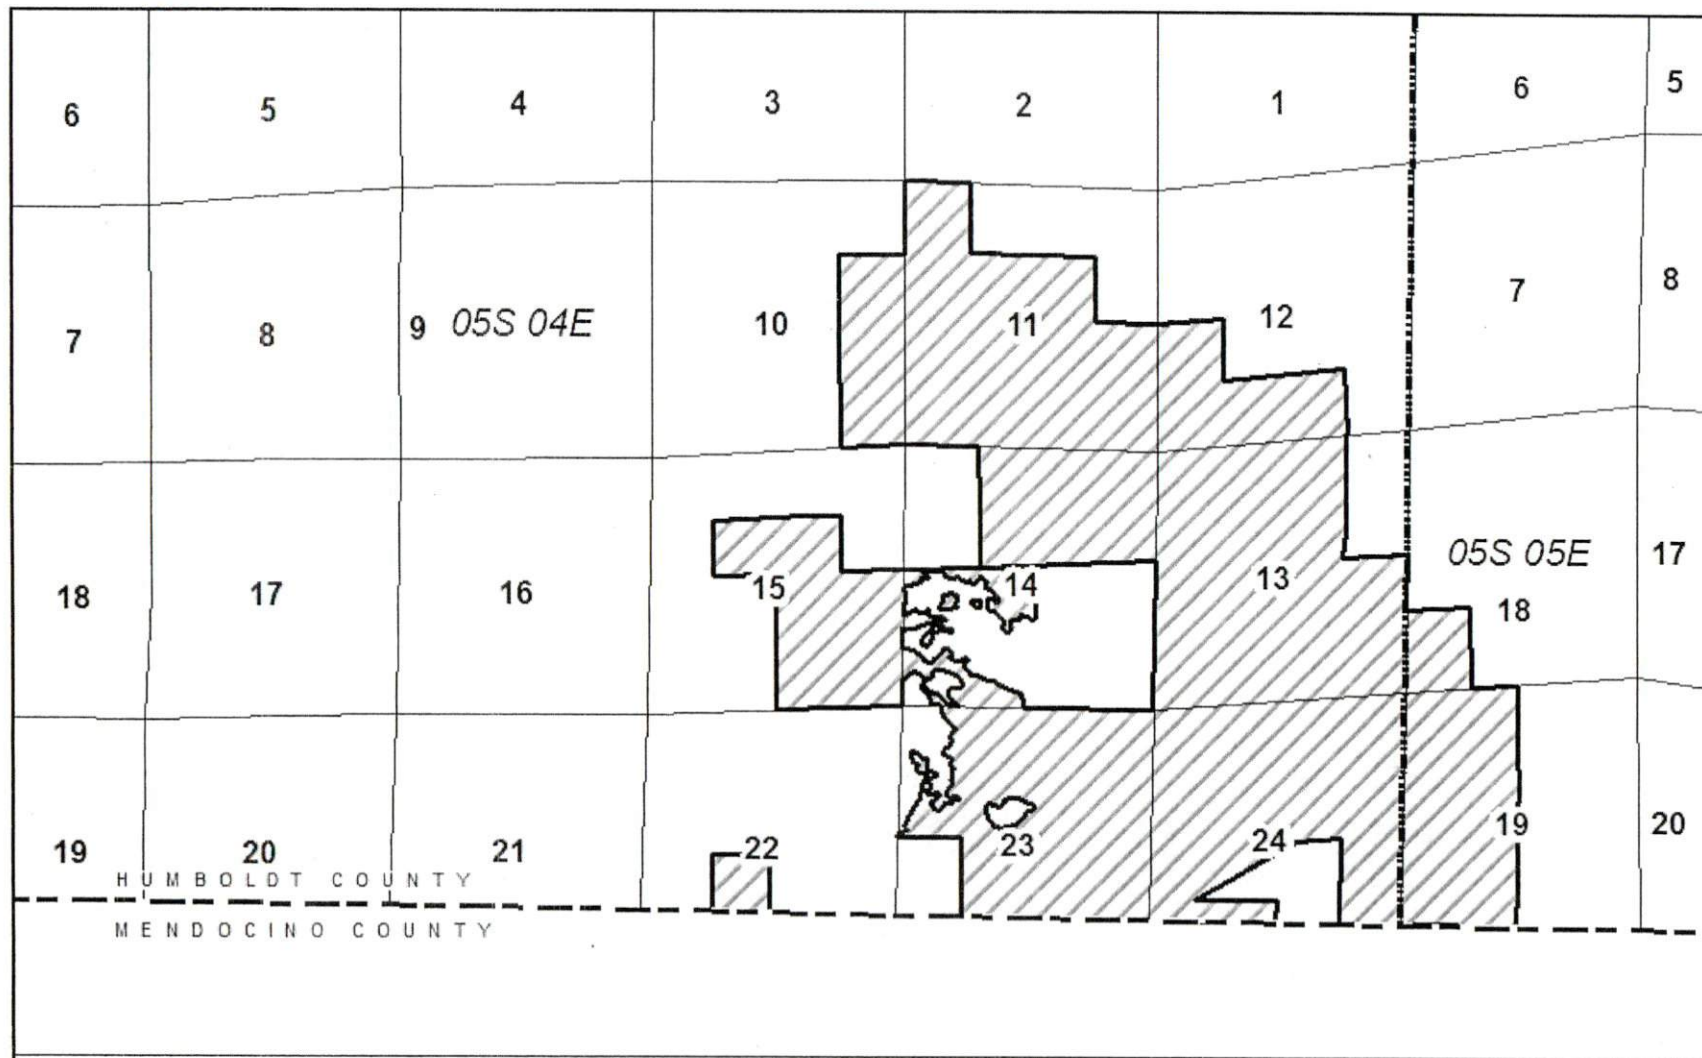 6 5 4 3 2 1 6 5
7 8 9 05S 04E 10 11 12 7 8
18 17 16 15 14 13 05S 05E 18 17
19 20 21 22 23 24 19 20
HUMBOLDT COUNTY
MENDOCINO COUNTY